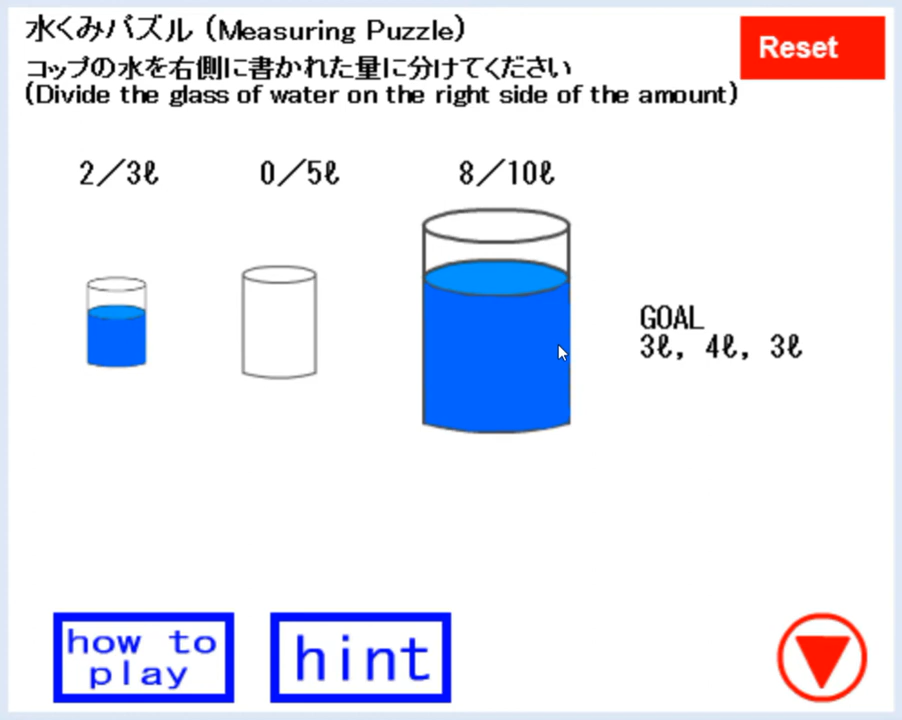 水くみパズル (Measuring Puzzle)
Reset
コップの水を右側に書かれた量に分けてください
(Divide the glass of water on the right side of the amount)
2／3ℓ 0／5ℓ 8／10ℓ
GOAL
3ℓ, 4ℓ, 3ℓ
how to
play
hint